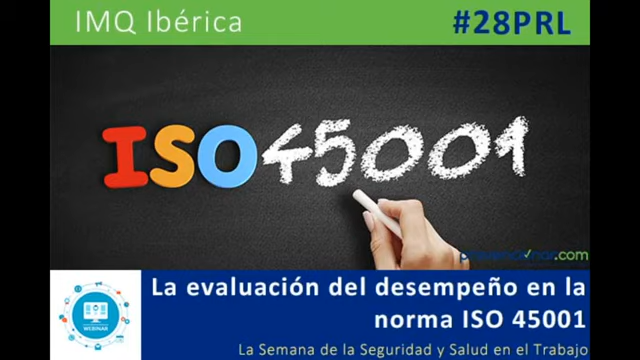 IMQ Ibérica
#28PRL
ISO 45001
prevencionar.com
WEBINAR
La evaluación del desempeño en la
norma ISO 45001
La Semana de la Seguridad y Salud en el Trabajo